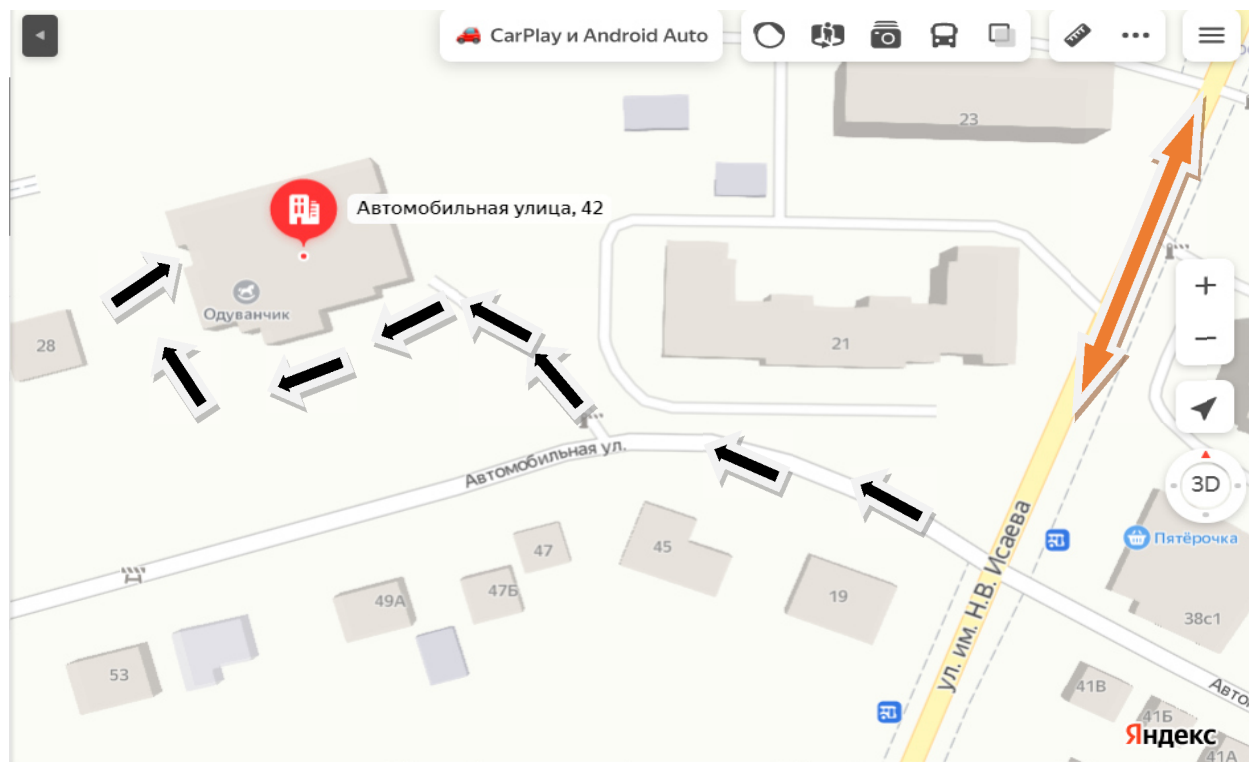 CarPlay и Android Auto
23
Автомобильная улица, 42
Одуванчик
28
21
3D
Автомобильная ул.
ул. им. Н.В. Исаева
Пятёрочка
47
45
47Б
49А
19
38с1
53
41В
Авто
41Б
Яндекс
41А